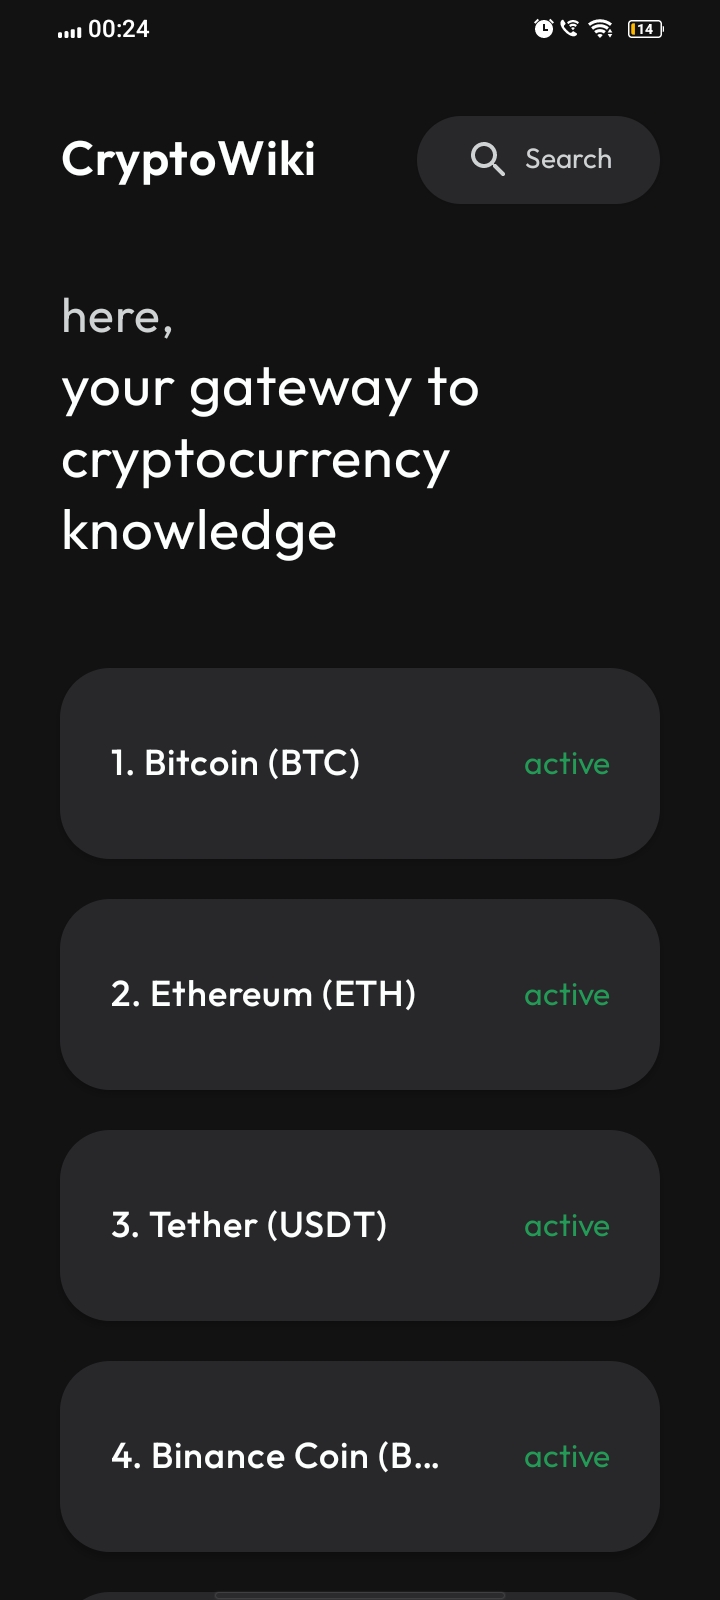 00:24
14
CryptoWiki
Search
here,
your gateway to
cryptocurrency
knowledge
1. Bitcoin (BTC)
active
2. Ethereum (ETH)
active
3. Tether (USDT)
active
4. Binance Coin (B...
active